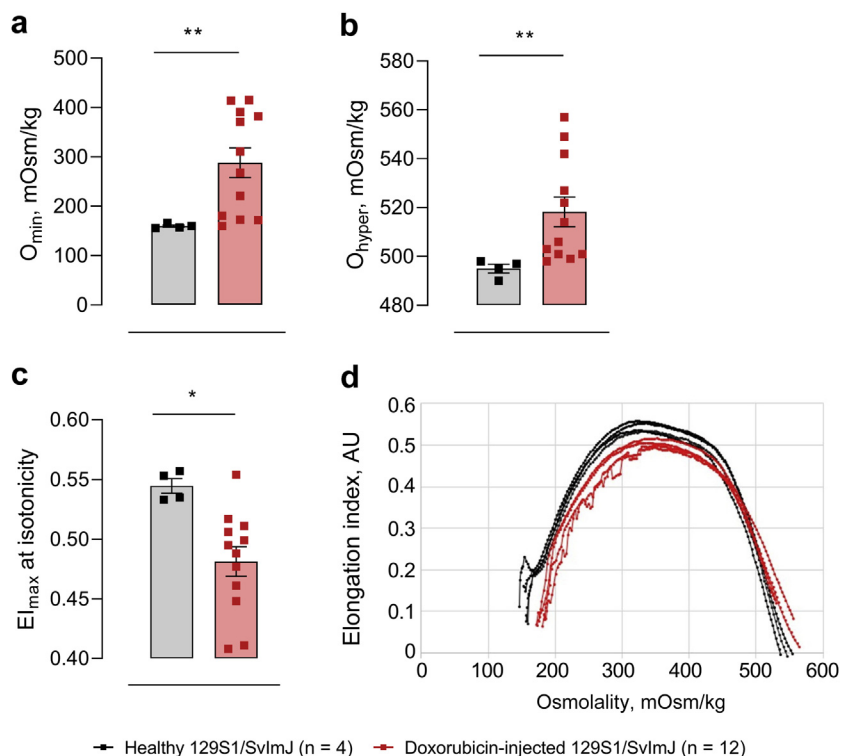 a
**
500
400
300
200
100
0
Omin, mOsm/kg
b
**
580
560
540
520
500
480
Ohyper, mOsm/kg
c
*
0.60
0.55
0.50
0.45
0.40
EImax at isotonicity
d
0.6
0.5
0.4
0.3
0.2
0.1
0
Elongation index, AU
0 100 200 300 400 500 600
Osmolality, mOsm/kg
Healthy 129S1/SvImJ (n = 4) Doxorubicin-injected 129S1/SvImJ (n = 12)